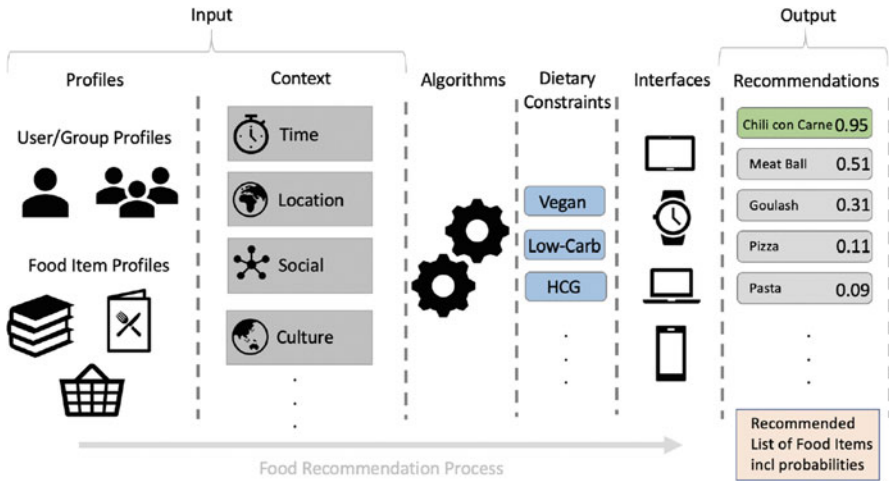 Input
Output
Profiles
Context
Algorithms
Dietary
Constraints
Interfaces
Recommendations
User/Group Profiles
Food Item Profiles
Time
Location
Social
Culture
Vegan
Low-Carb
HCG
Chili con Carne 0.95
Meat Ball 0.51
Goulash 0.31
Pizza 0.11
Pasta 0.09
Recommended
List of Food Items
incl probabilities
Food Recommendation Process